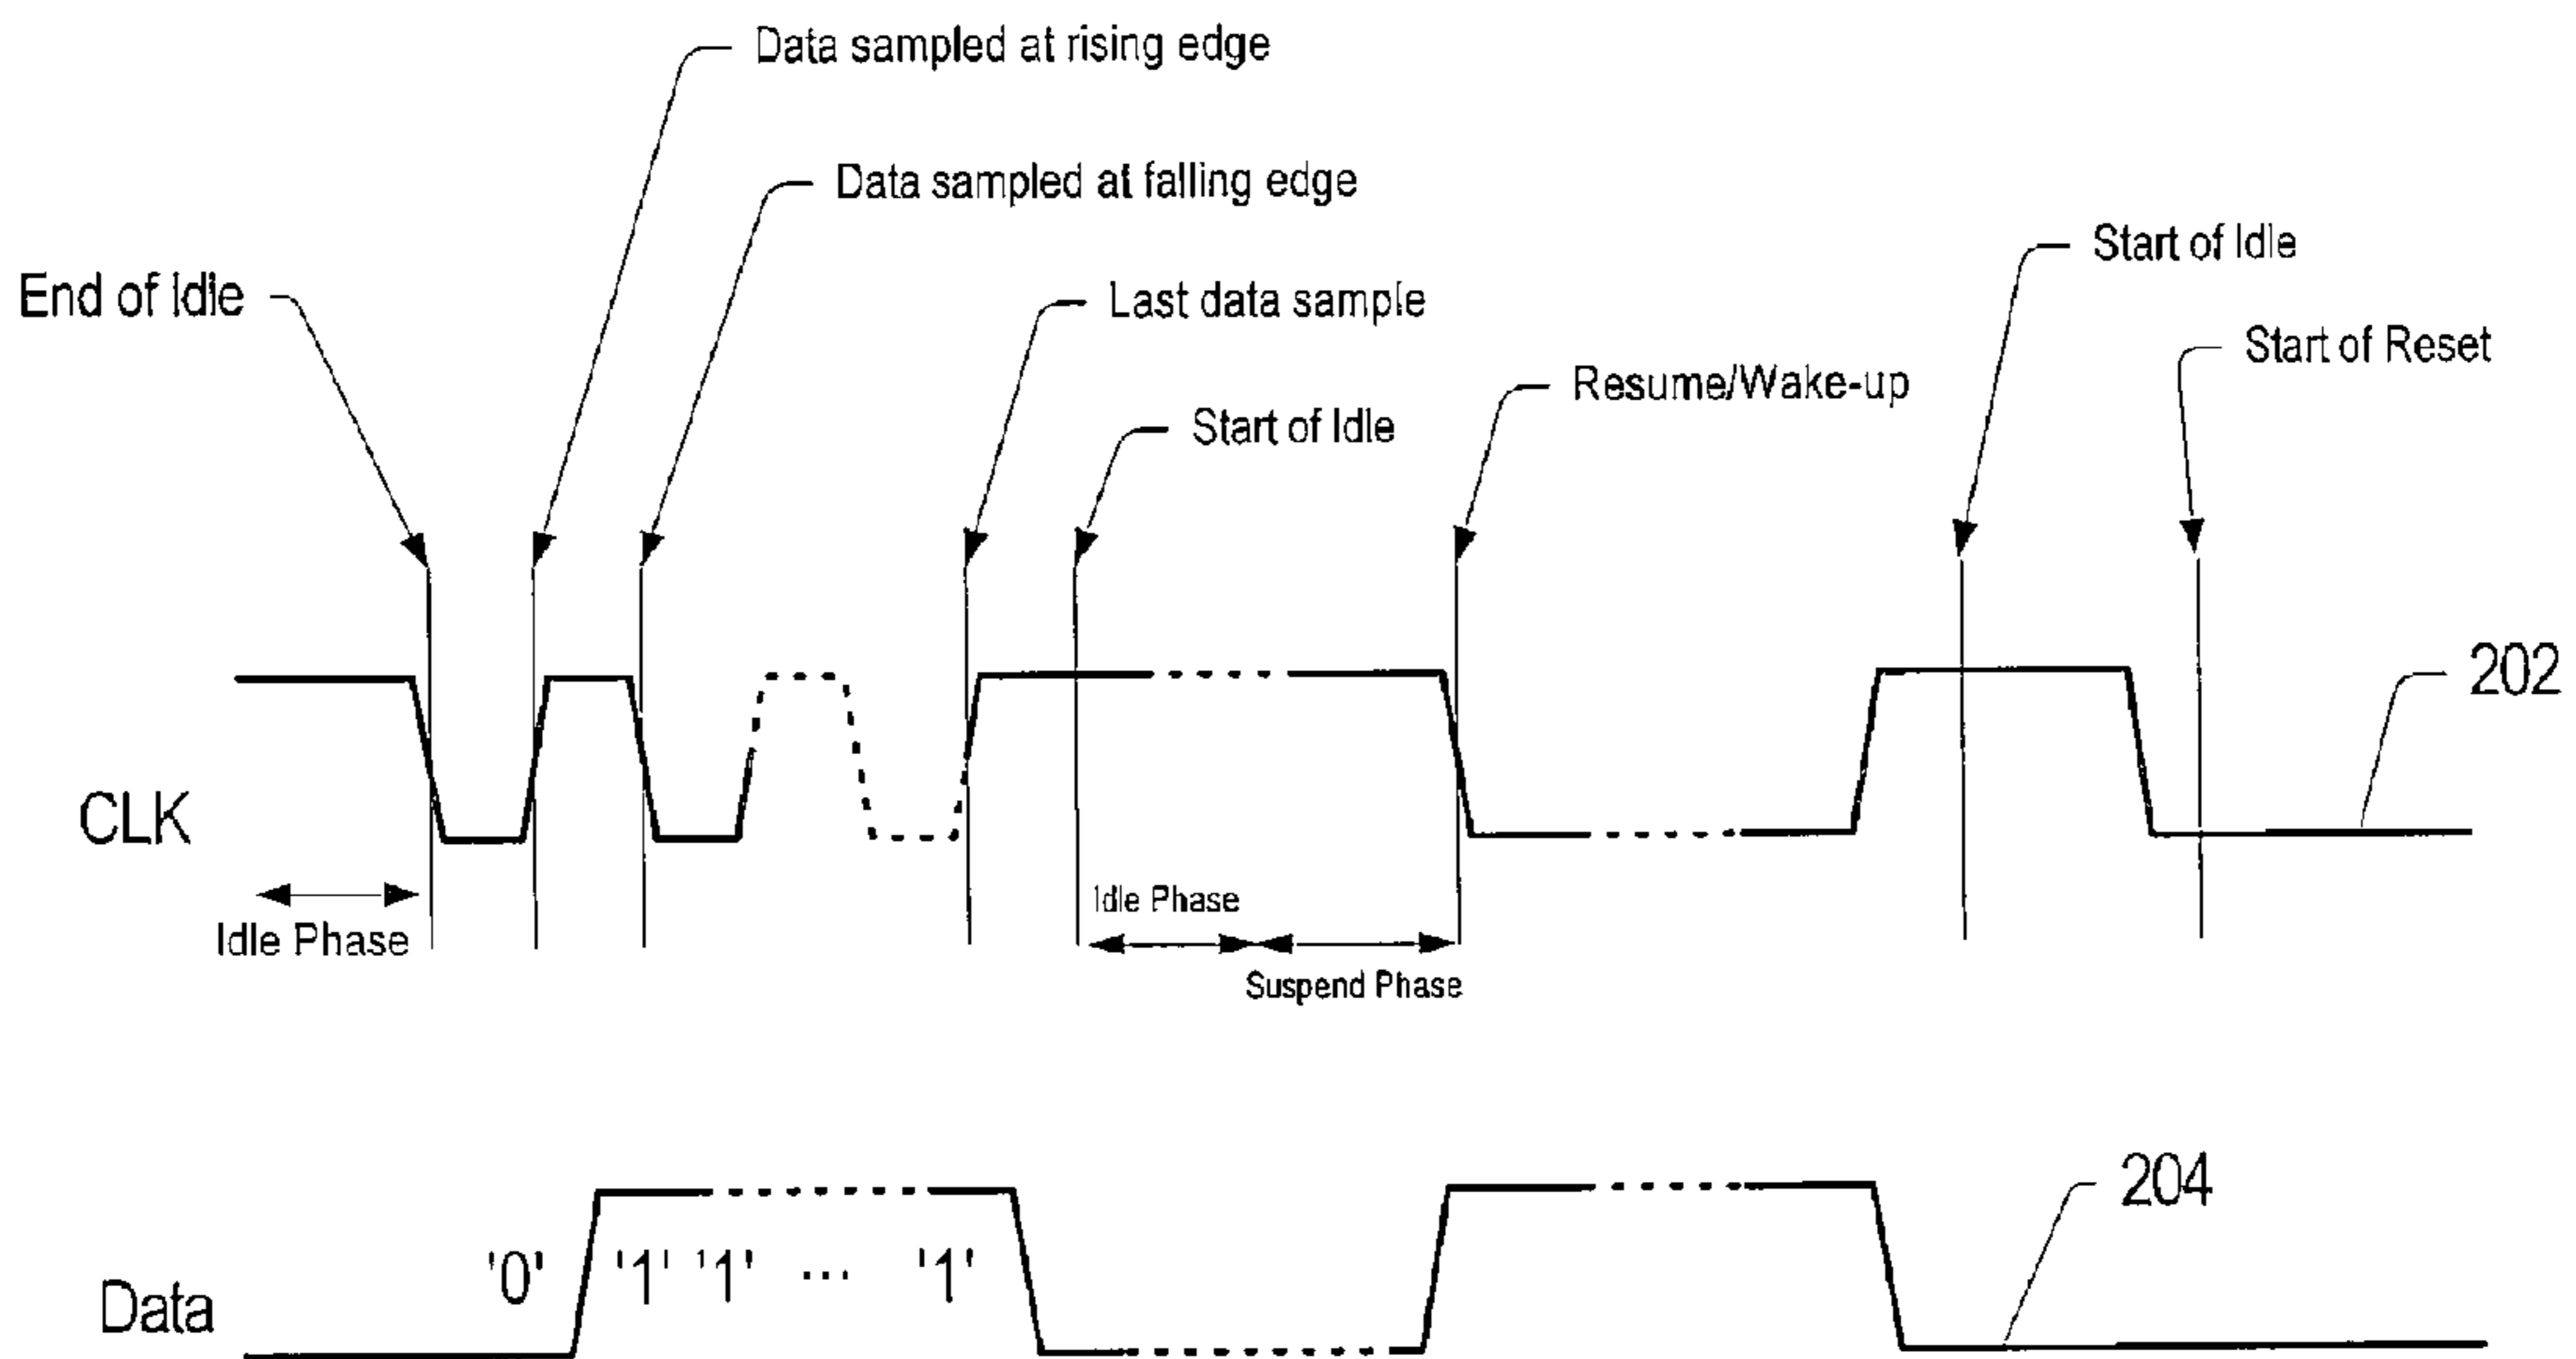 Data sampled at rising edge
Data sampled at falling edge
Start of Idle
End of Idle
Last data sample
Start of Reset
Resume/Wake-up
Start of Idle
202
CLK
Idle Phase
Idle Phase
Suspend Phase
204
'0' '1' '1' ... '1'
Data